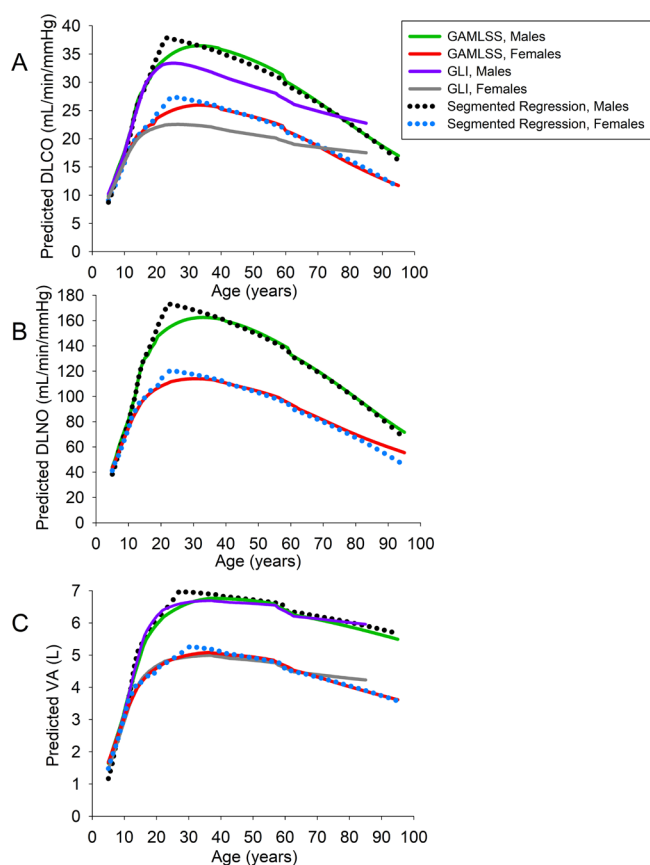 A
Predicted DLCO (mL/min/mmHg)
40
35
30
25
20
15
10
5
0
0 10 20 30 40 50 60 70 80 90 100
Age (years)
GAMLSS, Males
GAMLSS, Females
GLI, Males
GLI, Females
Segmented Regression, Males
Segmented Regression, Females
B
Predicted DLNO (mL/min/mmHg)
180
160
140
120
100
80
60
40
20
0
0 10 20 30 40 50 60 70 80 90 100
Age (years)
C
Predicted VA (L)
7
6
5
4
3
2
1
0
0 10 20 30 40 50 60 70 80 90 100
Age (years)